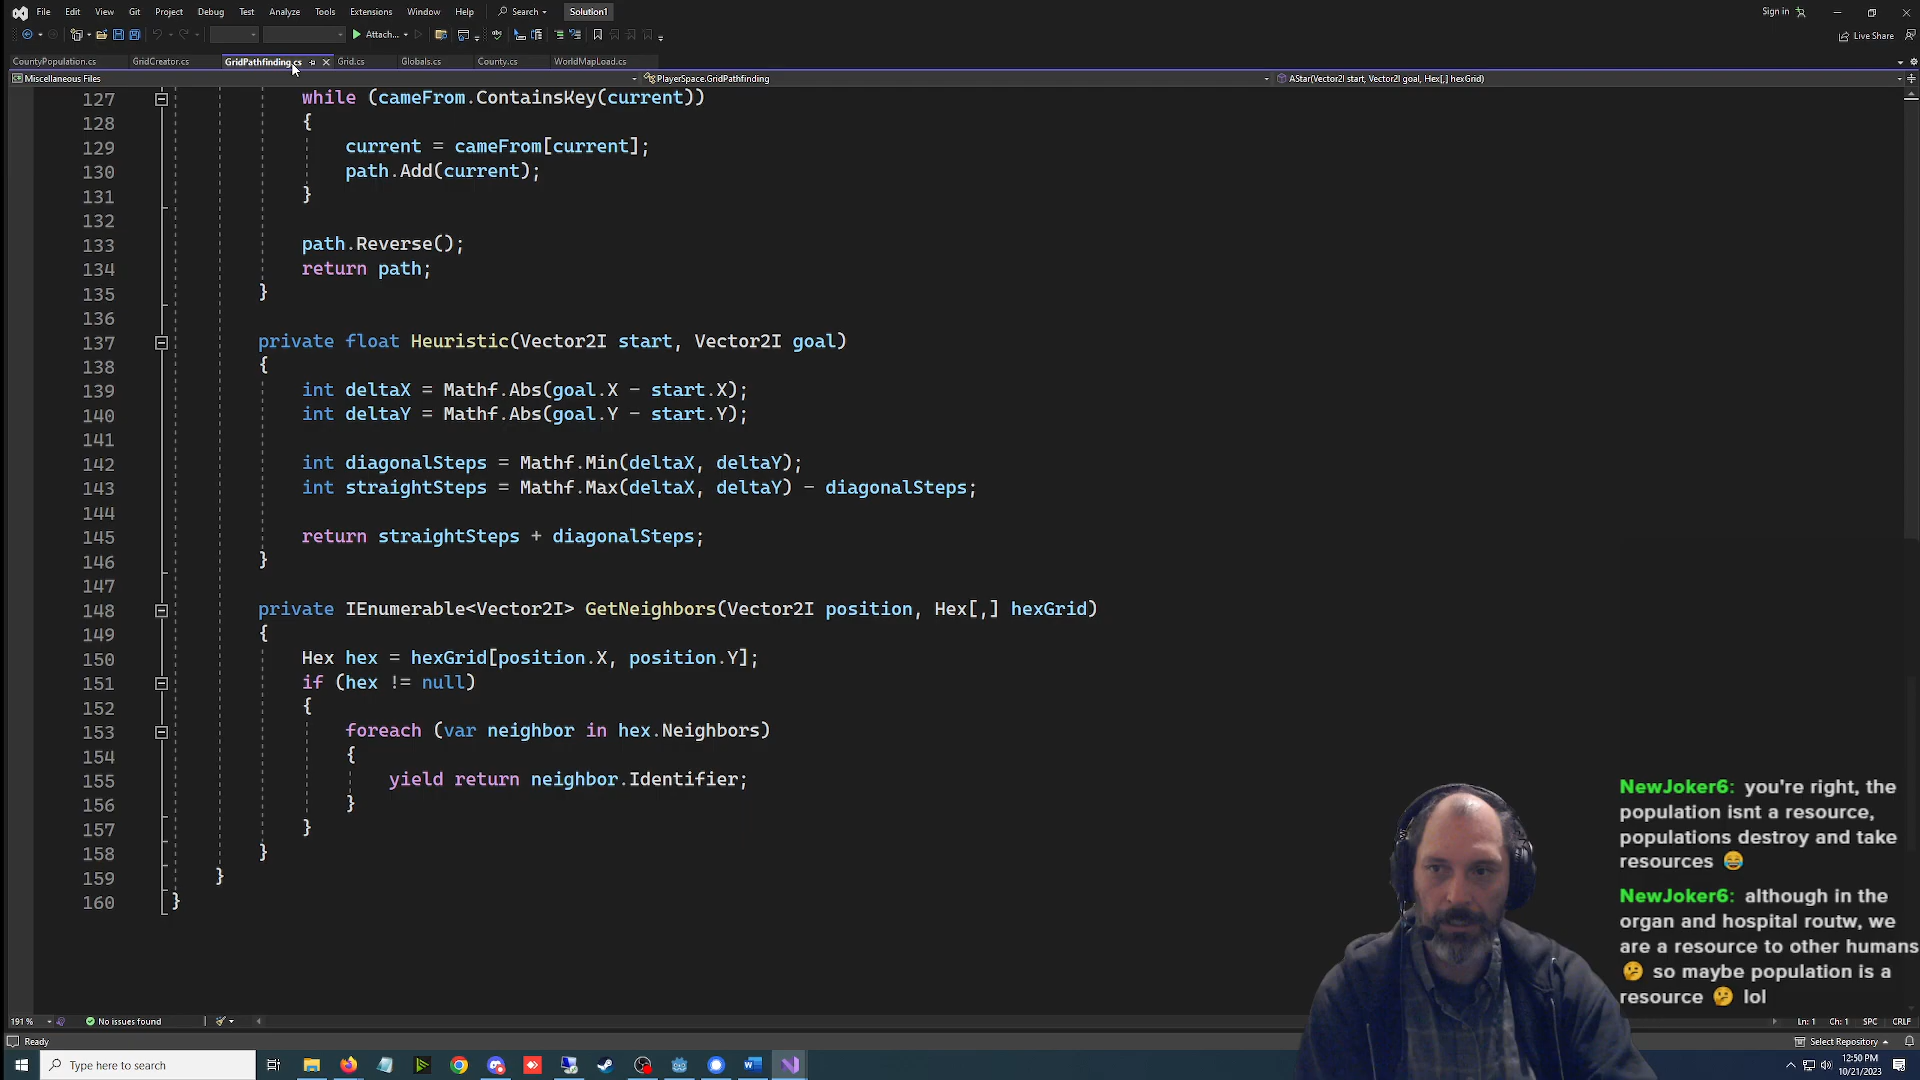 File Edit View Git Project Debug Test Analyze Tools Extensions Window Help Search Solution1 Sign in
Attach... Live Share
CountyPopulation.cs GridCreator.cs GridPathfinding.cs Grid.cs Globals.cs County.cs WorldMapLoad.cs
Miscellaneous Files PlayerSpace.GridPathfinding AStar(Vector2I start, Vector2I goal, Hex[,] hexGrid)
127 while (cameFrom.ContainsKey(current))
128 {
129 current = cameFrom[current];
130 path.Add(current);
131 }
132
133 path.Reverse();
134 return path;
135 }
136
137 private float Heuristic(Vector2I start, Vector2I goal)
138 {
139 int deltaX = Mathf.Abs(goal.X - start.X);
140 int deltaY = Mathf.Abs(goal.Y - start.Y);
141
142 int diagonalSteps = Mathf.Min(deltaX, deltaY);
143 int straightSteps = Mathf.Max(deltaX, deltaY) - diagonalSteps;
144
145 return straightSteps + diagonalSteps;
146 }
147
148 private IEnumerable<Vector2I> GetNeighbors(Vector2I position, Hex[,] hexGrid)
149 {
150 Hex hex = hexGrid[position.X, position.Y];
151 if (hex != null)
152 {
153 foreach (var neighbor in hex.Neighbors)
154 {
155 yield return neighbor.Identifier;
156 }
157 }
158 }
159 }
160 }
NewJoker6: you're right, the
population isnt a resource,
populations destroy and take
resources 😂
NewJoker6: although in the
organ and hospital routw, we
are a resource to other humans
🤔 so maybe population is a
resource 🤔 lol
191 % No issues found Ln: 1 Ch: 1 SPC CRLF
Ready Select Repository
Type here to search
12:50 PM
10/21/2023